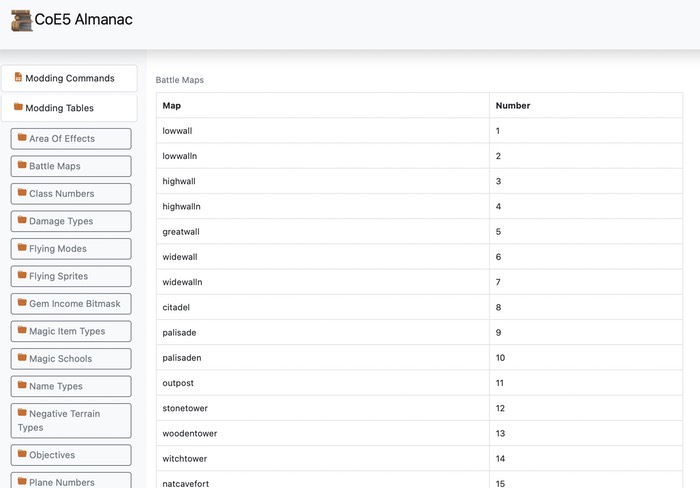 CoE5 Almanac
Modding Commands
Modding Tables
Area Of Effects
Battle Maps
Class Numbers
Damage Types
Flying Modes
Flying Sprites
Gem Income Bitmask
Magic Item Types
Magic Schools
Name Types
Negative Terrain
Types
Objectives
Plane Numbers
Battle Maps
Map Number
lowwall 1
lowwalln 2
highwall 3
highwalln 4
greatwall 5
widewall 6
widewalln 7
citadel 8
palisade 9
palisaden 10
outpost 11
stonetower 12
woodentower 13
witchtower 14
natcavefort 15